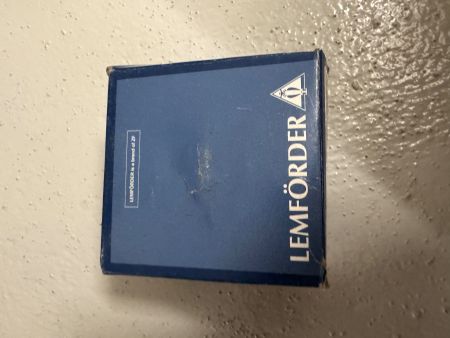 LEMFÖRDER
LEMFÖRDER is a brand of ZF